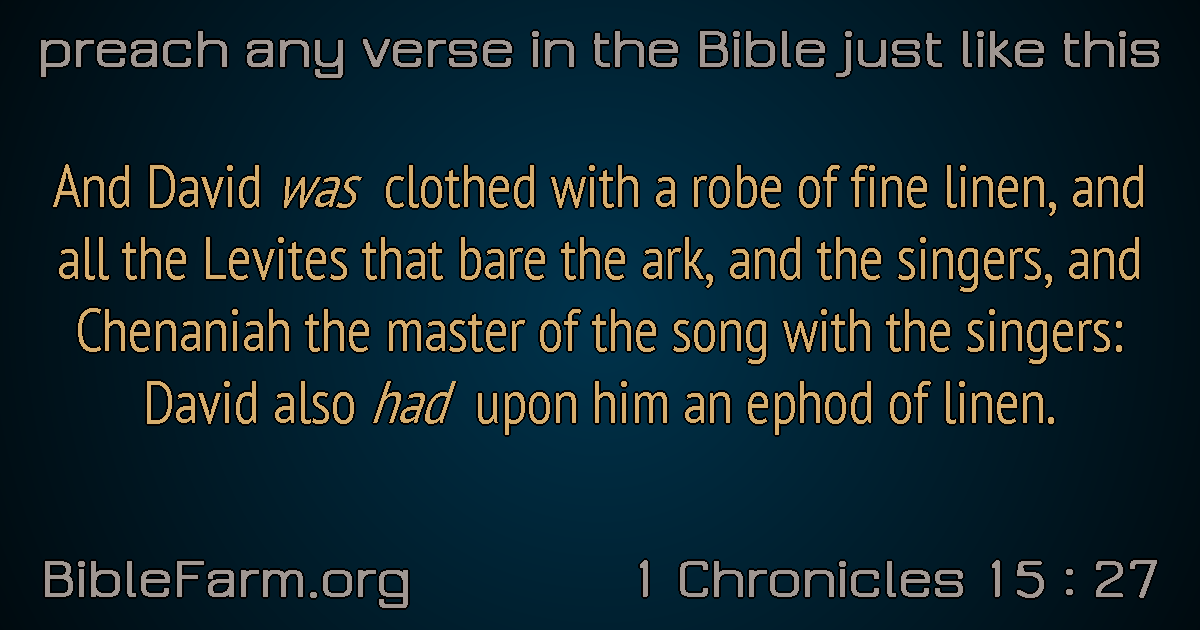 preach any verse in the Bible just like this
And David was clothed with a robe of fine linen, and
all the Levites that bare the ark, and the singers, and
Chenaniah the master of the song with the singers:
David also had upon him an ephod of linen.
BibleFarm.org
1 Chronicles 15 : 27